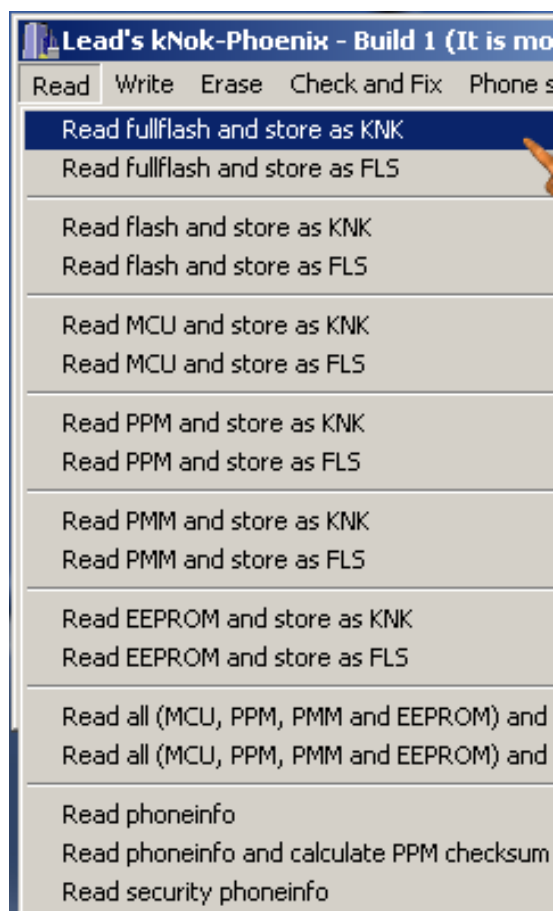 Lead's kNok-Phoenix - Build 1 (It is mo
Read Write Erase Check and Fix Phone s
Read fullflash and store as KNK
Read fullflash and store as FLS
Read flash and store as KNK
Read flash and store as FLS
Read MCU and store as KNK
Read MCU and store as FLS
Read PPM and store as KNK
Read PPM and store as FLS
Read PMM and store as KNK
Read PMM and store as FLS
Read EEPROM and store as KNK
Read EEPROM and store as FLS
Read all (MCU, PPM, PMM and EEPROM) and
Read all (MCU, PPM, PMM and EEPROM) and
Read phoneinfo
Read phoneinfo and calculate PPM checksum
Read security phoneinfo